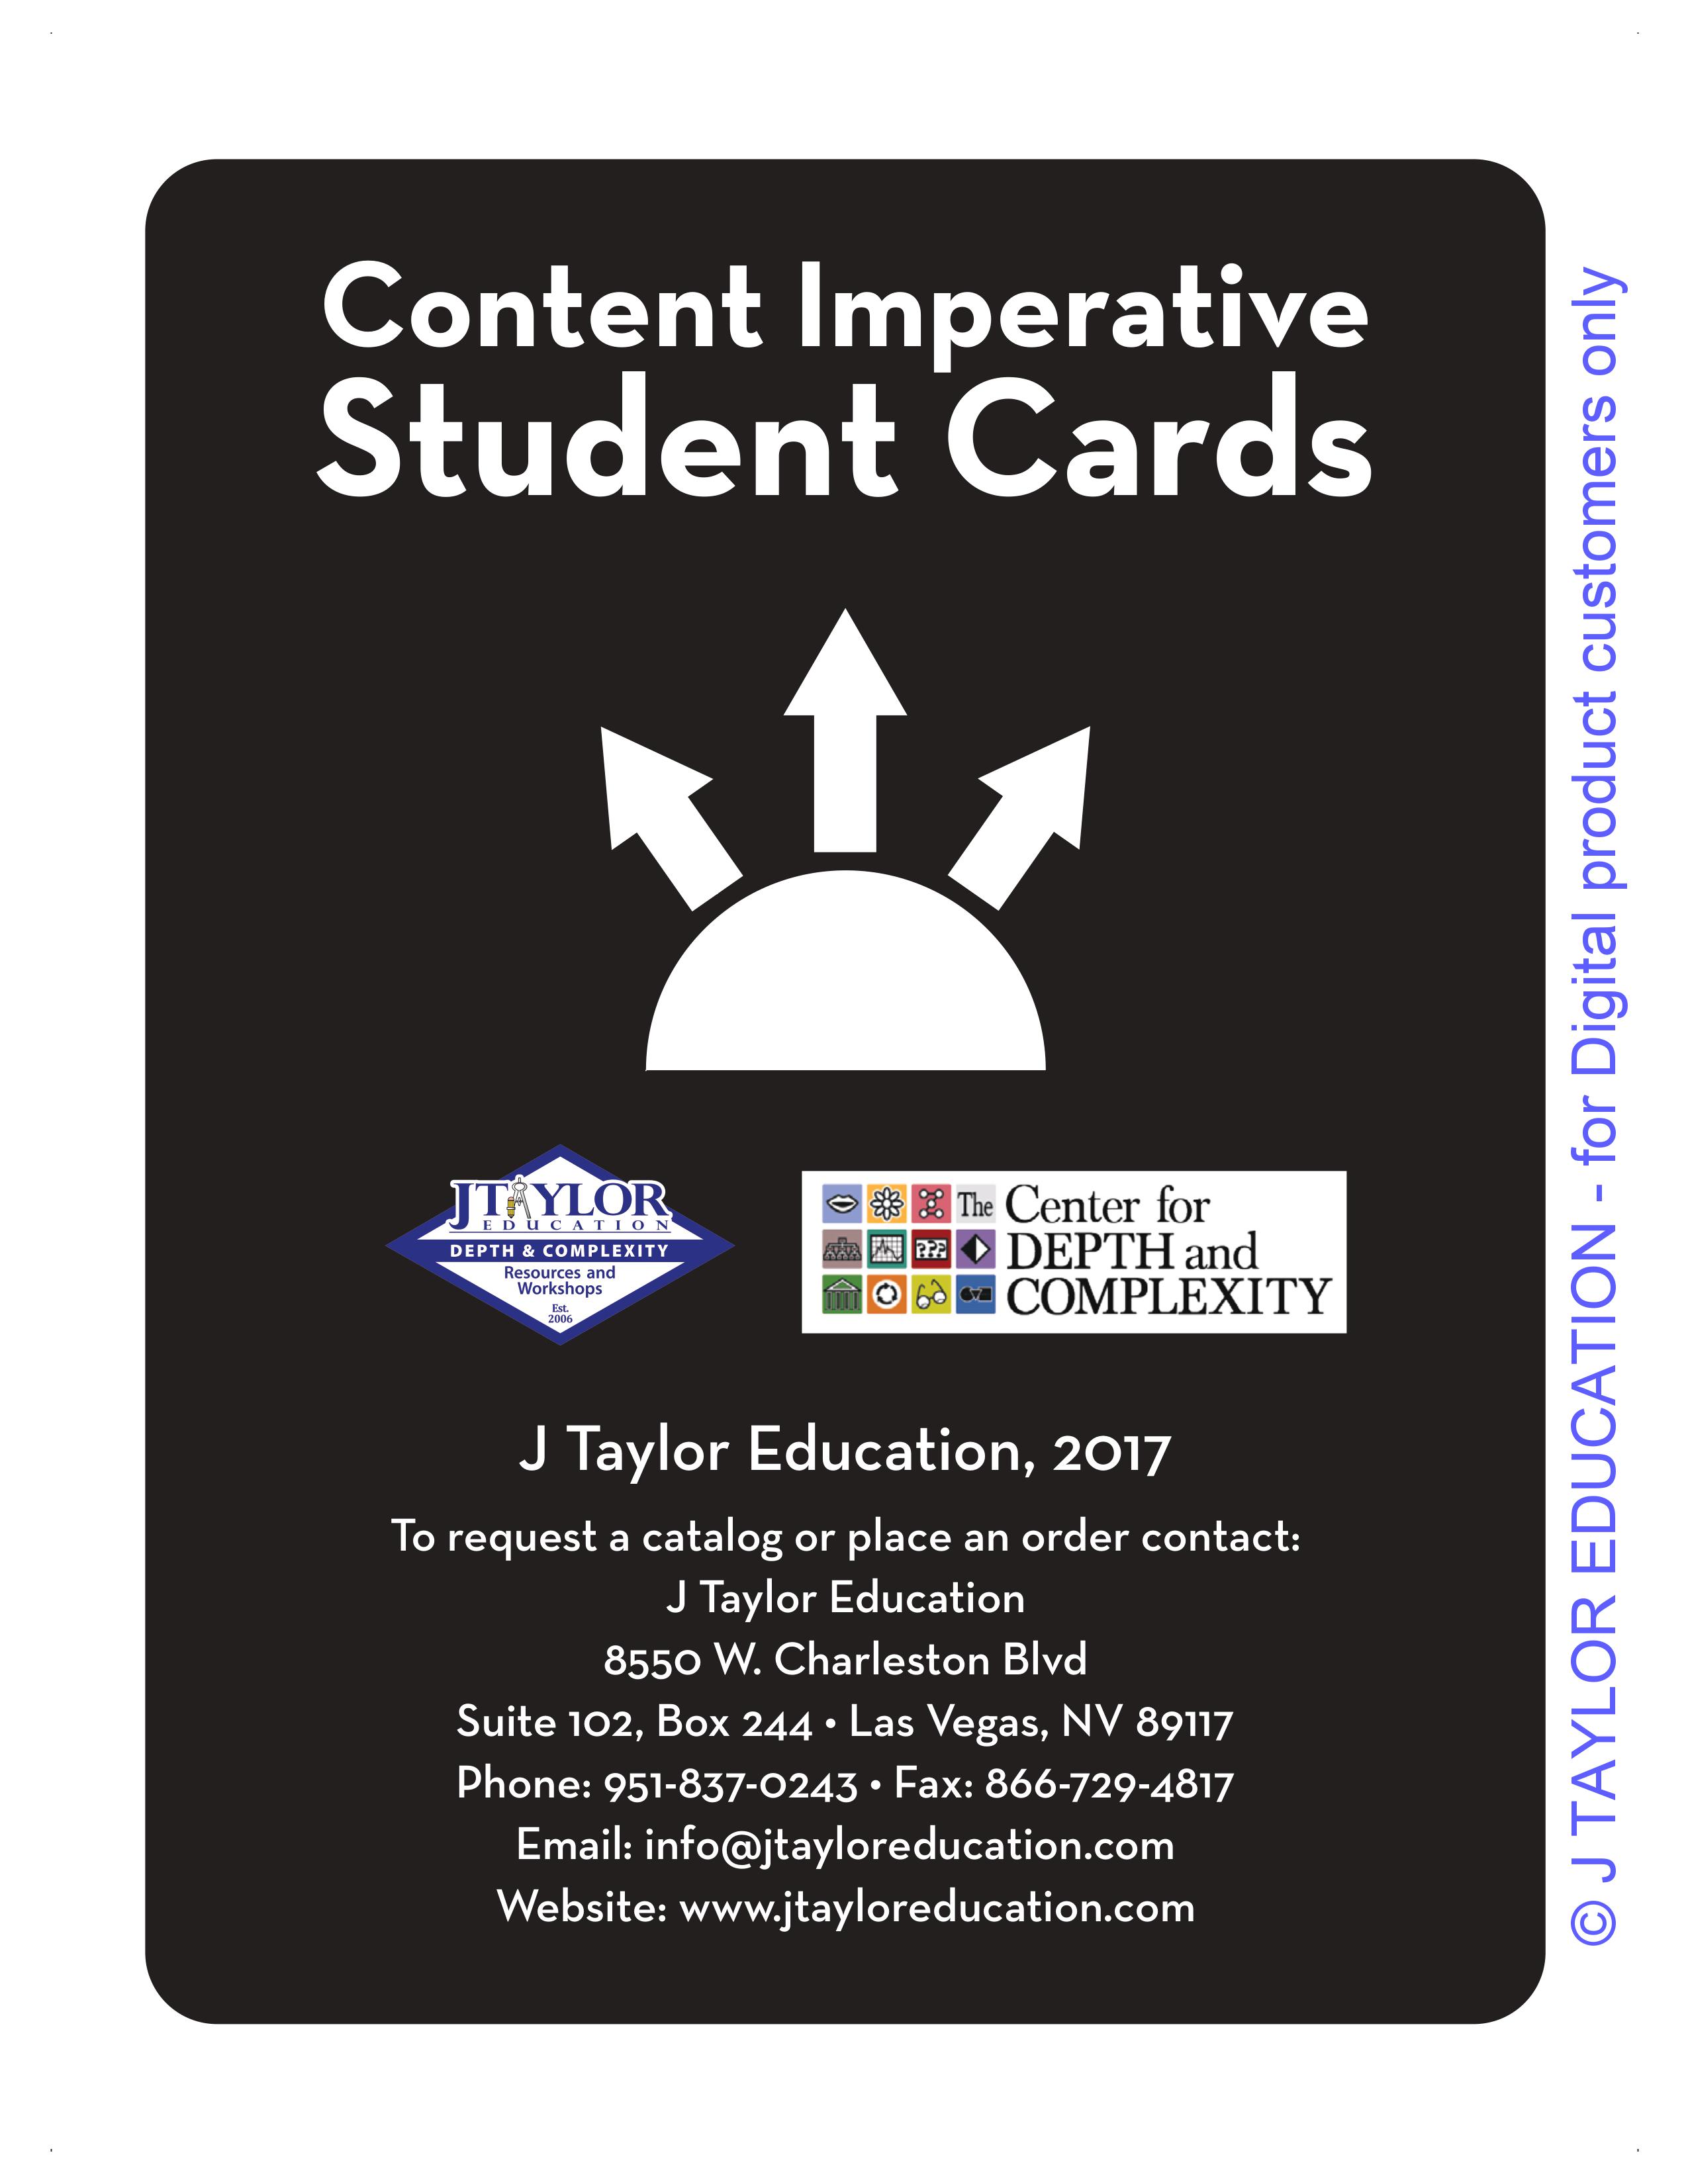 Content Imperative
Student Cards
JTAYLOR
EDUCATION
DEPTH & COMPLEXITY
Resources and
Workshops
Est.
2006
The Center for
???
DEPTH and
COMPLEXITY
J Taylor Education, 2017
To request a catalog or place an order contact:
J Taylor Education
8550 W. Charleston Blvd
Suite 102, Box 244 • Las Vegas, NV 89117
Phone: 951-837-0243 • Fax: 866-729-4817
Email: info@jtayloreducation.com
Website: www.jtayloreducation.com
© J TAYLOR EDUCATION - for Digital product customers only